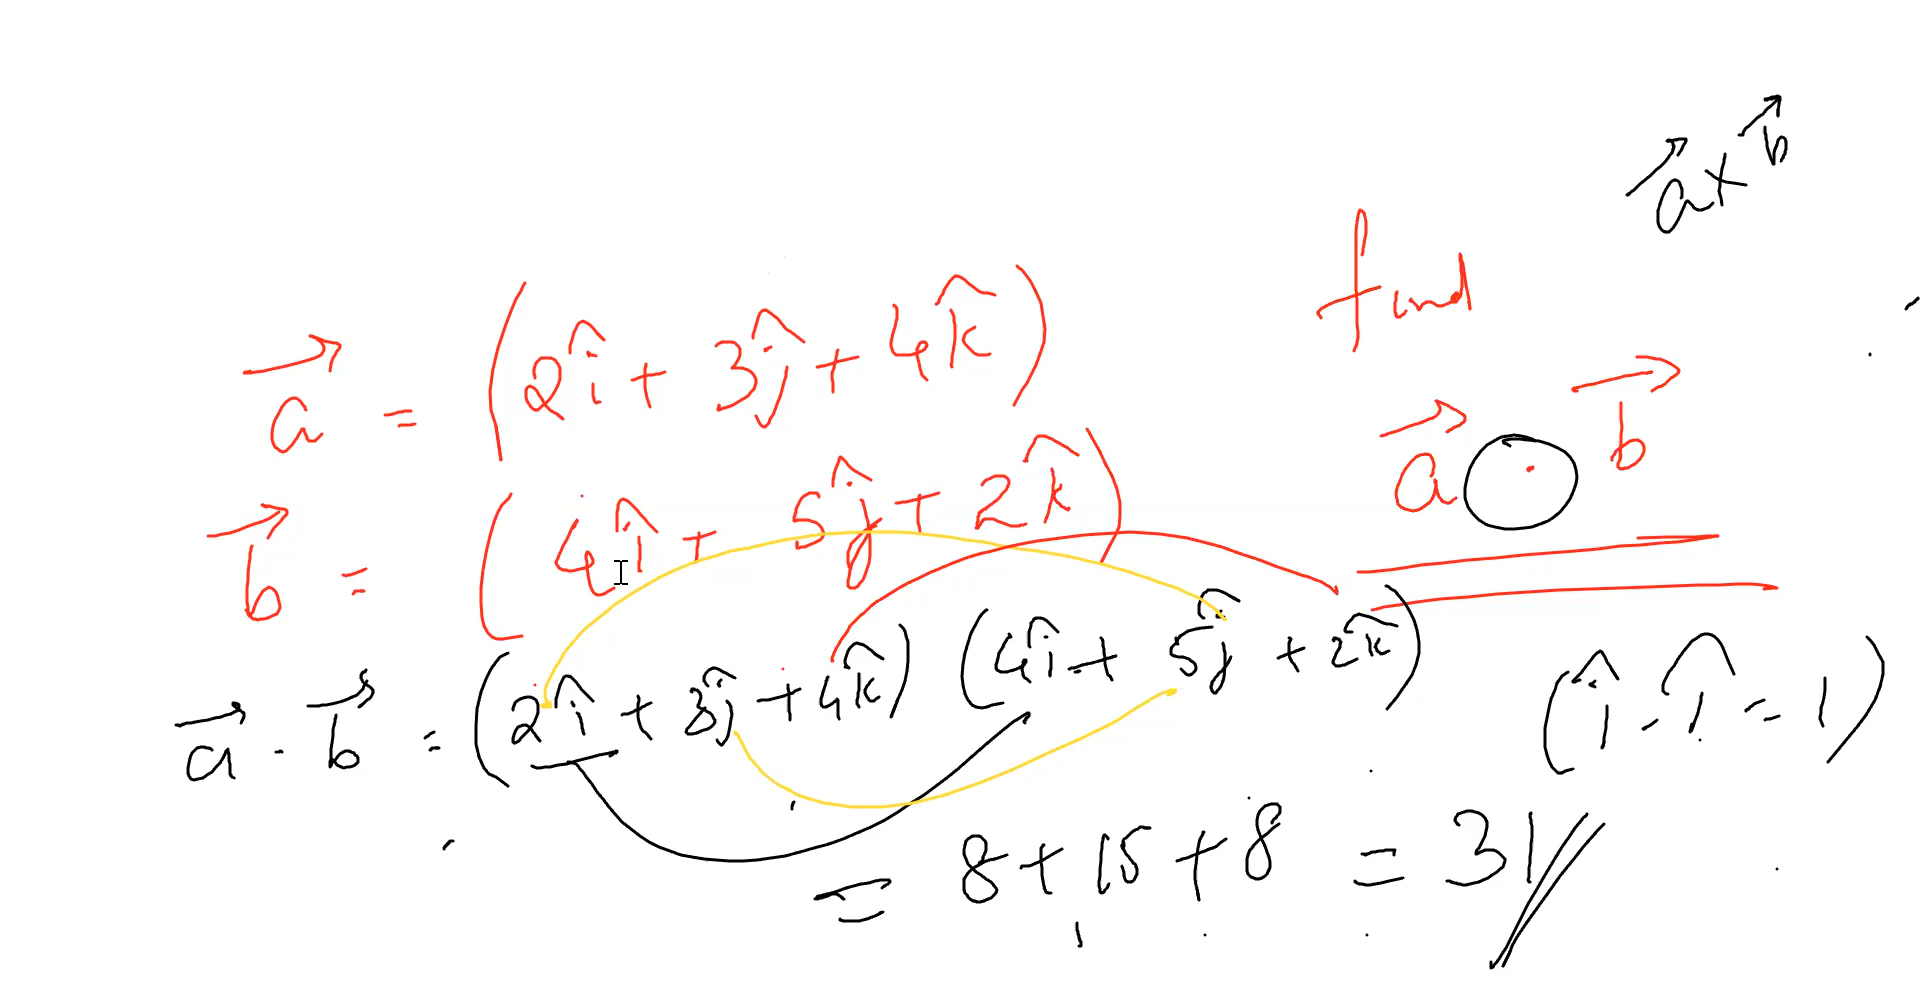 a⃗ × b⃗
find
a⃗ = (2î + 3ĵ + 4k̂)
a⃗ · b⃗
b⃗ = (4î + 5ĵ + 2k̂)
a⃗ · b⃗ = (2î + 3ĵ + 4k̂) (4î + 5ĵ + 2k̂)
(î · î = 1)
= 8 + 15 + 8 = 31